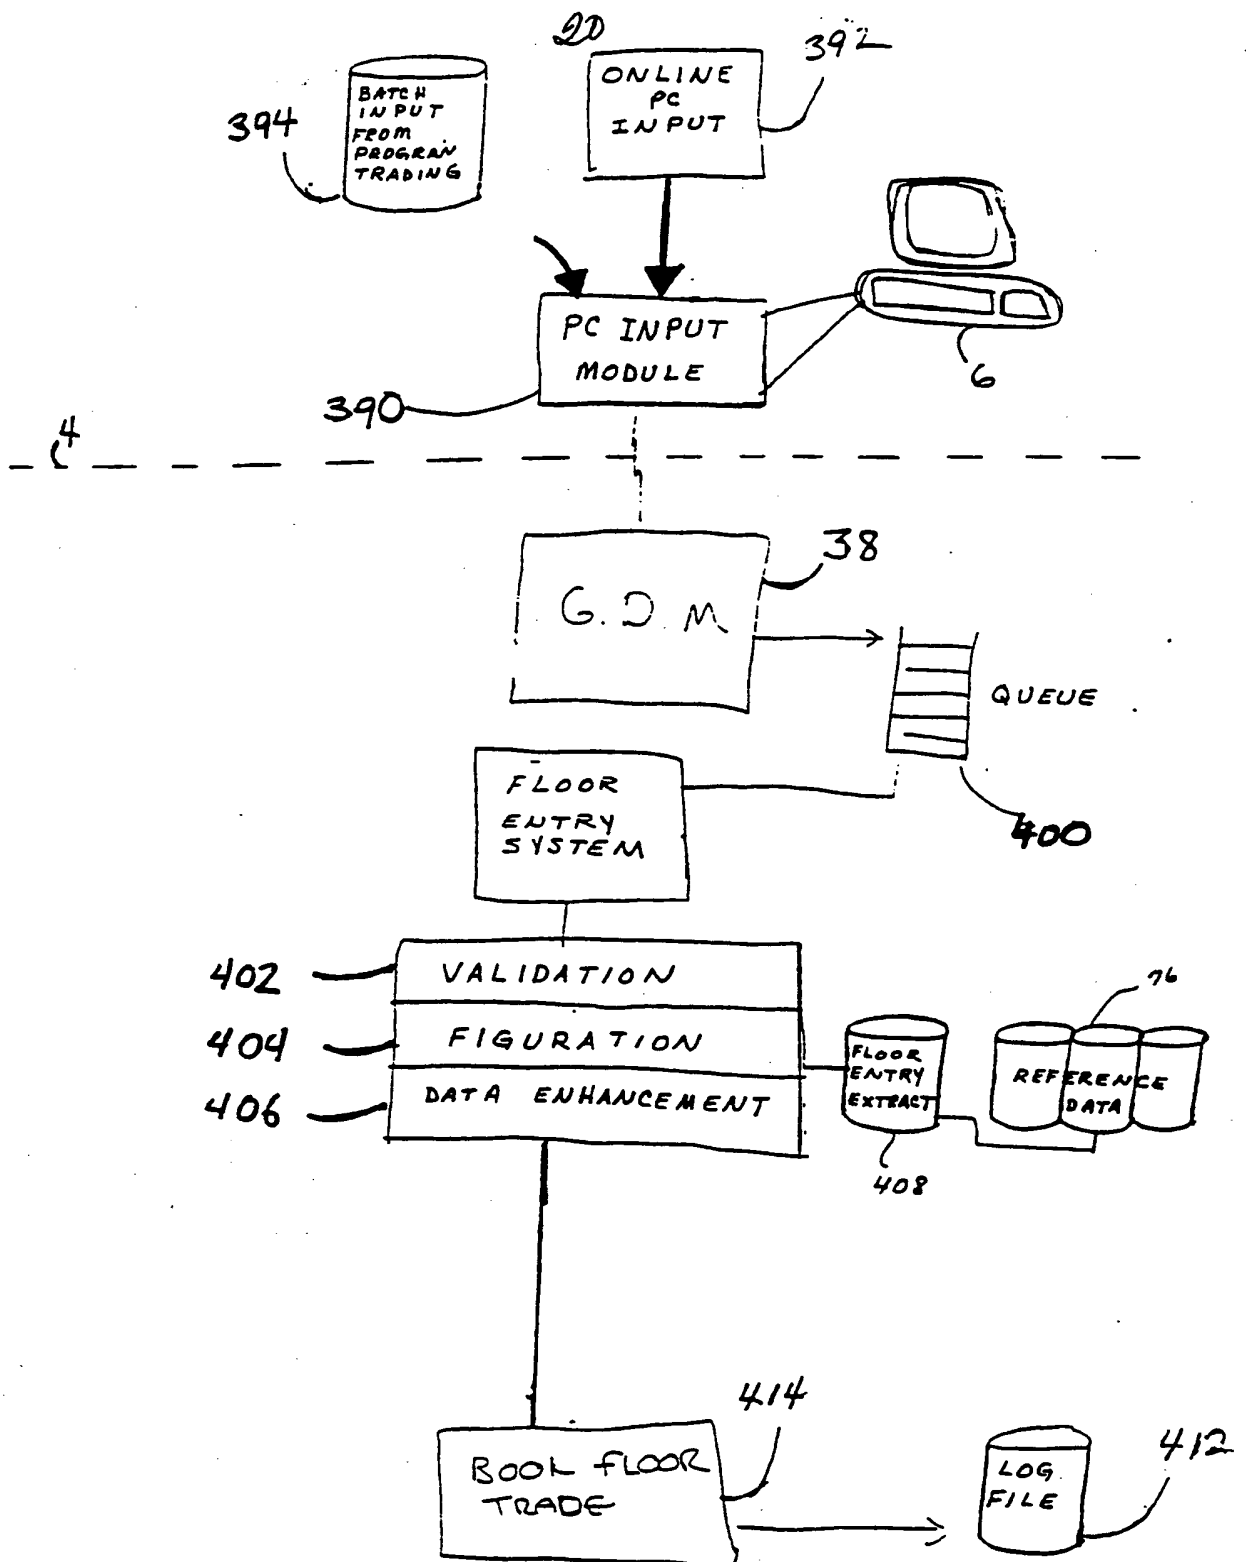 20
392
ONLINE
PC
INPUT
394
BATCH
INPUT
FROM
PROGRAN
TRADING
PC INPUT
MODULE
6
390
4
38
G.D.M
QUEUE
400
FLOOR
ENTRY
SYSTEM
402
VALIDATION
404
FIGURATION
406
DATA ENHANCEMENT
FLOOR
ENTRY
EXTRACT
408
76
REFERENCE
DATA
414
BOOK FLOOR
TRADE
412
LOG
FILE